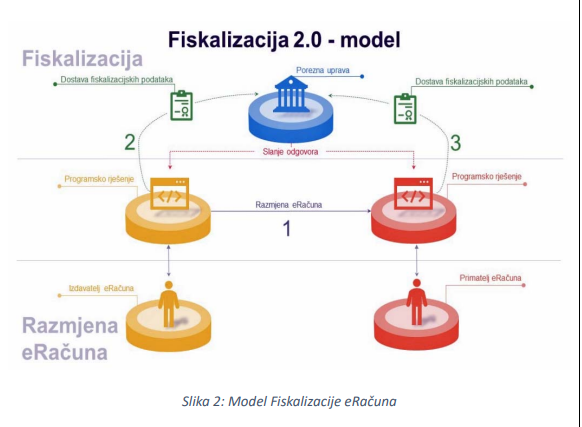 Fiskalizacija 2.0 - model
Fiskalizacija
Porezna uprava
Dostava fiskalizacijskih podataka
Dostava fiskalizacijskih podataka
2
3
Slanje odgovora
Programsko rješenje
Programsko rješenje
</>
</>
Razmjena eRačuna
1
Izdavatelj eRačuna
Primatelj eRačuna
Razmjena
eRačuna
Slika 2: Model Fiskalizacije eRačuna